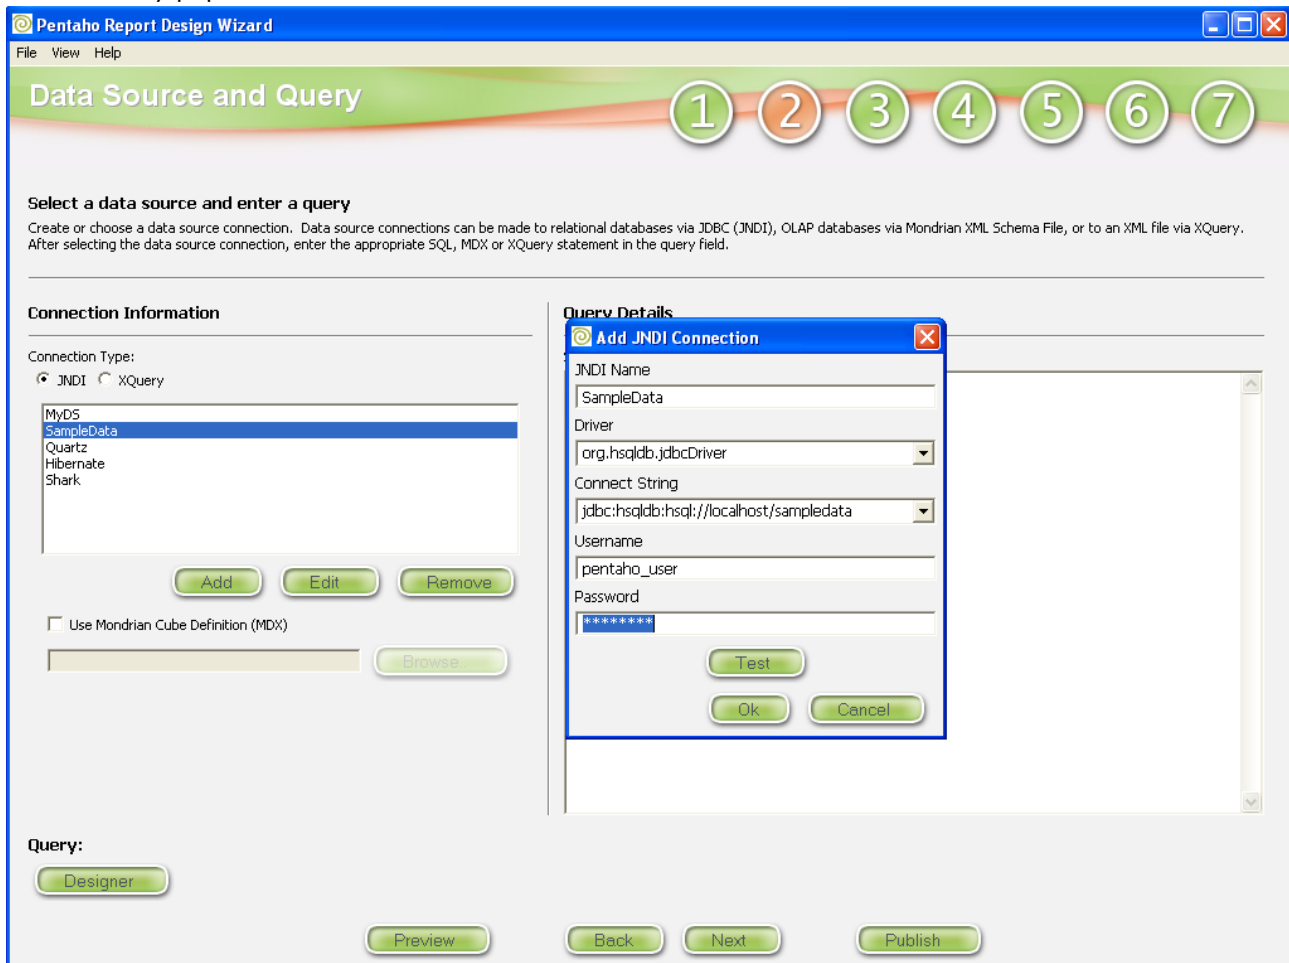 Pentaho Report Design Wizard
File View Help
Data Source and Query
1 2 3 4 5 6 7
Select a data source and enter a query
Create or choose a data source connection. Data source connections can be made to relational databases via JDBC (JNDI), OLAP databases via Mondrian XML Schema File, or to an XML file via XQuery.
After selecting the data source connection, enter the appropriate SQL, MDX or XQuery statement in the query field.
Connection Information
Connection Type:
JNDI XQuery
MyDS
SampleData
Quartz
Hibernate
Shark
Add Edit Remove
Use Mondrian Cube Definition (MDX)
Browse..
Query Details
Add JNDI Connection
JNDI Name
SampleData
Driver
org.hsqldb.jdbcDriver
Connect String
jdbc:hsqldb:hsql://localhost/sampledata
Username
pentaho_user
Password
********
Test
Ok Cancel
Query:
Designer
Preview Back Next Publish